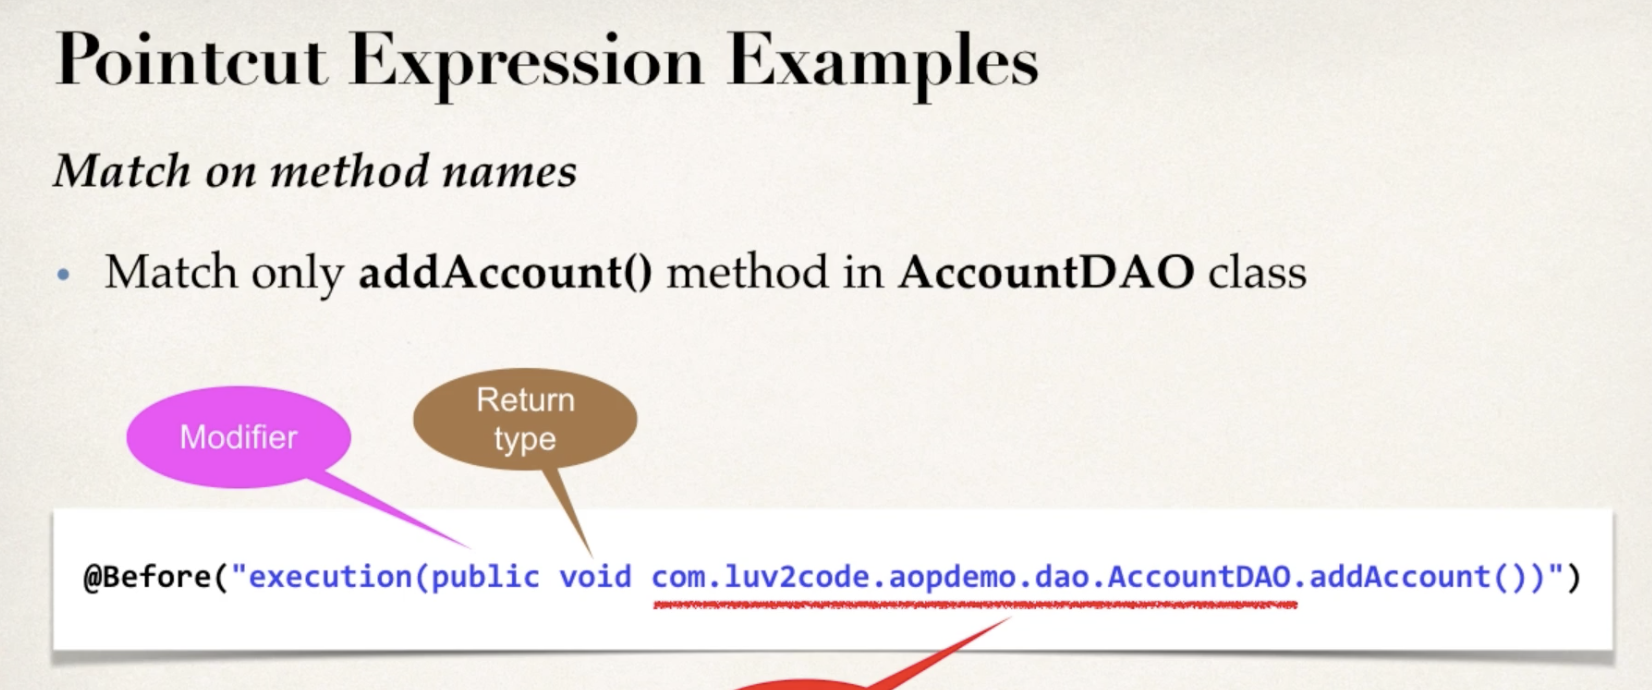 Pointcut Expression Examples
Match on method names
• Match only addAccount() method in AccountDAO class
Modifier
Return
type
@Before("execution(public void com.luv2code.aopdemo.dao.AccountDAO.addAccount())")